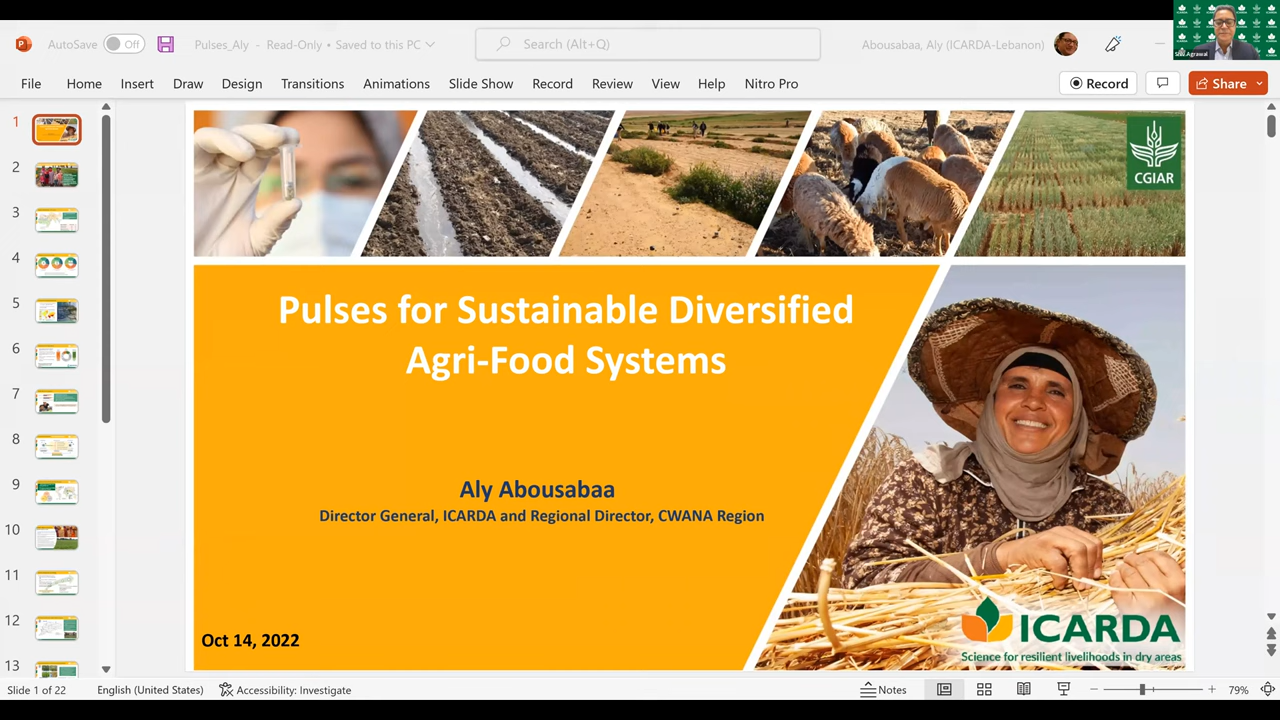 AutoSave
Off
Pulses_Aly - Read-Only • Saved to this PC
Search (Alt+Q)
Abousabaa, Aly (ICARDA-Lebanon)
File
Home
Insert
Draw
Design
Transitions
Animations
Slide Show
Record
Review
View
Help
Nitro Pro
Record
Share
1
2
3
4
5
6
7
8
9
10
11
12
13
CGIAR
Pulses for Sustainable Diversified
Agri-Food Systems
Aly Abousabaa
Director General, ICARDA and Regional Director, CWANA Region
Oct 14, 2022
ICARDA
Science for resilient livelihoods in dry areas
Slide 1 of 22
English (United States)
Accessibility: Investigate
Notes
79%